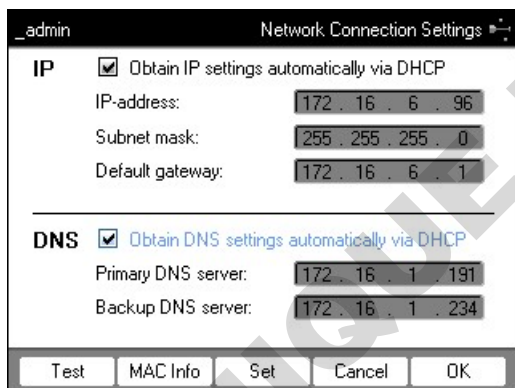 _admin Network Connection Settings
IP Obtain IP settings automatically via DHCP
IP-address: 172 . 16 . 6 . 96
Subnet mask: 255 . 255 . 255 . 0
Default gateway: 172 . 16 . 6 . 1
DNS Obtain DNS settings automatically via DHCP
Primary DNS server: 172 . 16 . 1 . 191
Backup DNS server: 172 . 16 . 1 . 234
Test MAC Info Set Cancel OK